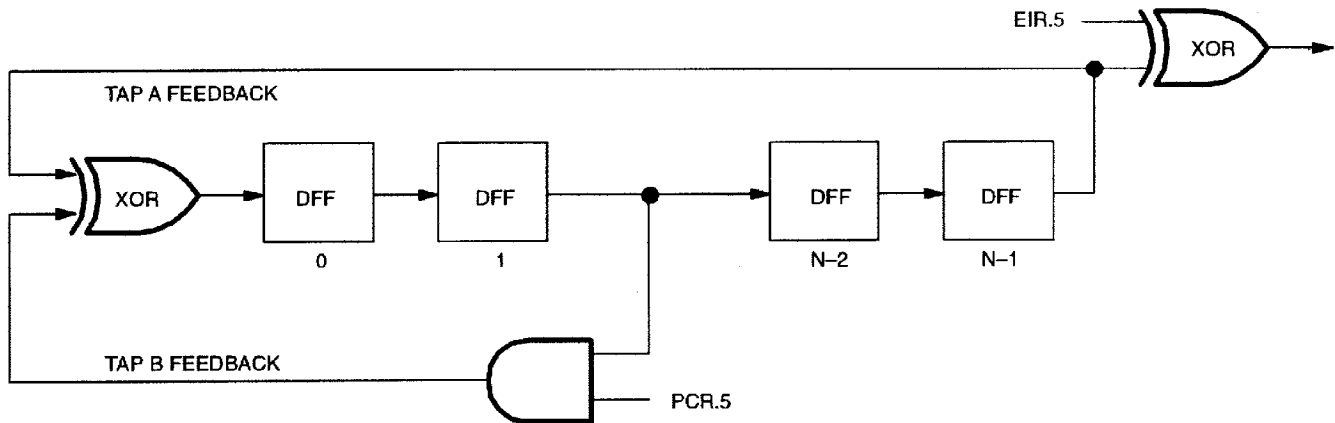 EIR.5
XOR
TAP A FEEDBACK
XOR
DFF
DFF
DFF
DFF
0
1
N–2
N–1
TAP B FEEDBACK
PCR.5